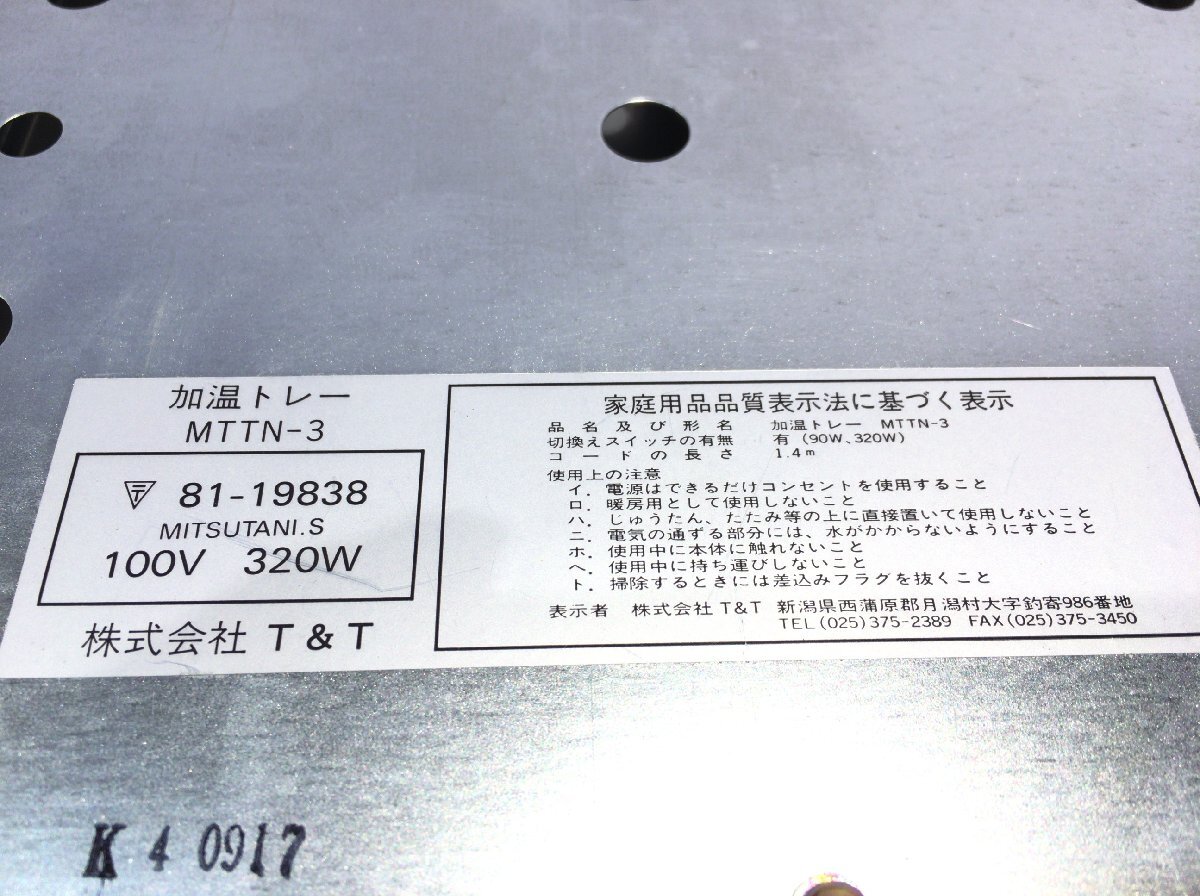 加温トレー
MTTN-3
81-19838
MITSUTANI.S
100V 320W
株式会社 T&T
家庭用品品質表示法に基づく表示
品名及び形名 加温トレー MTTN-3
切換えスイッチの有無 有 (90W、320W)
コードの長さ 1.4m
使用上の注意
イ. 電源はできるだけコンセントを使用すること
ロ. 暖房用として使用しないこと
ハ. じゅうたん、たたみ等の上に直接置いて使用しないこと
ニ. 電気の通ずる部分には、水がかからないようにすること
ホ. 使用中に本体に触れないこと
ヘ. 使用中に持ち運びしないこと
ト. 掃除するときには差込みフラグを抜くこと
表示者 株式会社 T&T 新潟県西蒲原郡月潟村大字釣寄986番地
TEL (025) 375-2389 FAX (025) 375-3450
K 4 0917